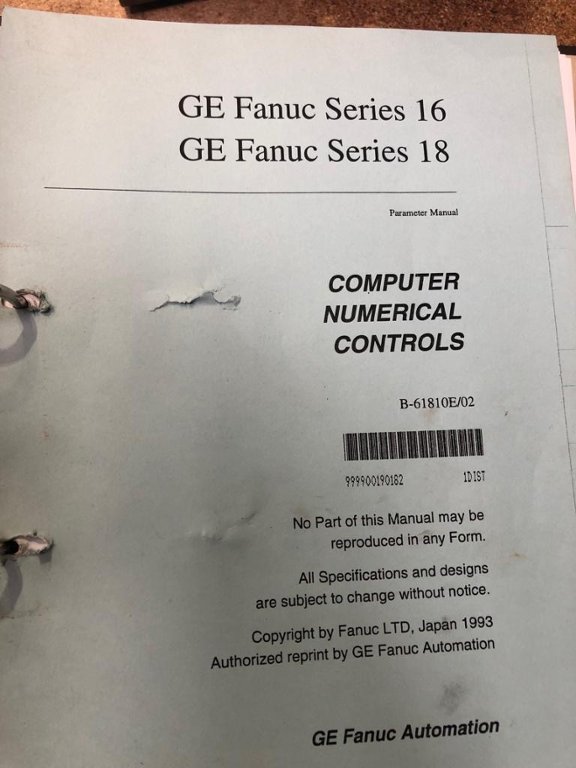 GE Fanuc Series 16
GE Fanuc Series 18
Parameter Manual
COMPUTER
NUMERICAL
CONTROLS
B-61810E/02
999900190182 1DIST
No Part of this Manual may be
reproduced in any Form.
All Specifications and designs
are subject to change without notice.
Copyright by Fanuc LTD, Japan 1993
Authorized reprint by GE Fanuc Automation
GE Fanuc Automation